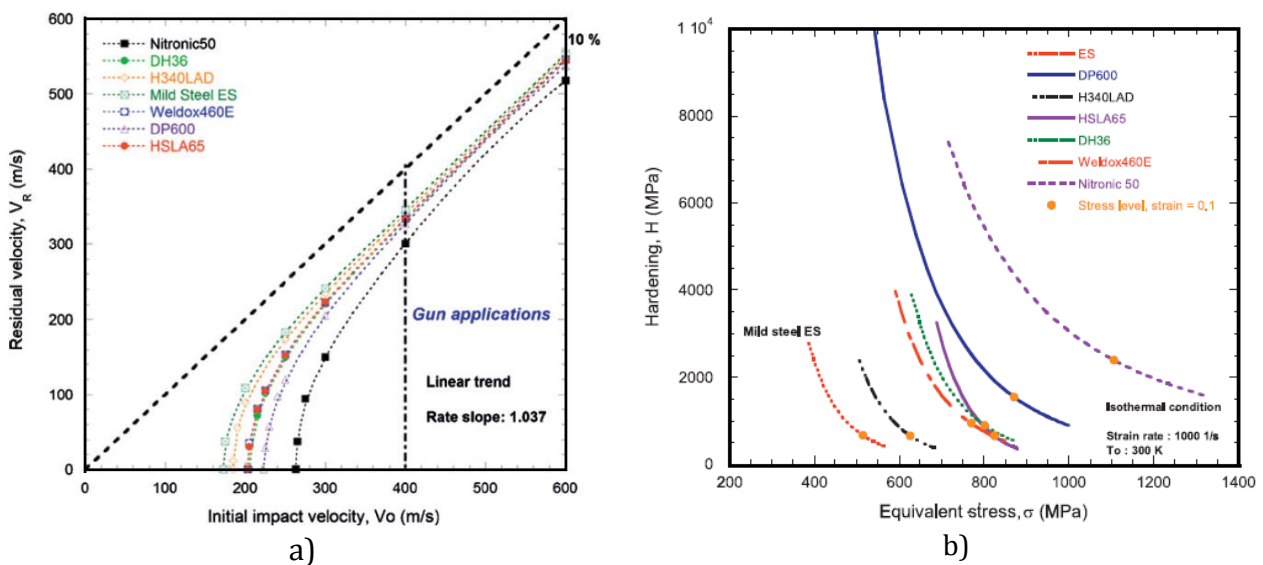 600
500
400
300
200
100
0
Residual velocity, V_R (m/s)
Nitronic50
DH36
H340LAD
Mild Steel ES
Weldox460E
DP600
HSLA65
10 %
Gun applications
Linear trend
Rate slope: 1.037
0 100 200 300 400 500 600
Initial impact velocity, Vo (m/s)
a)
1 10⁴
8000
6000
4000
2000
0
Hardening, H (MPa)
ES
DP600
H340LAD
HSLA65
DH36
Weldox460E
Nitronic 50
Stress level, strain = 0.1
Mild steel ES
Isothermal condition
Strain rate : 1000 1/s
To : 300 K
200 400 600 800 1000 1200 1400
Equivalent stress, σ (MPa)
b)